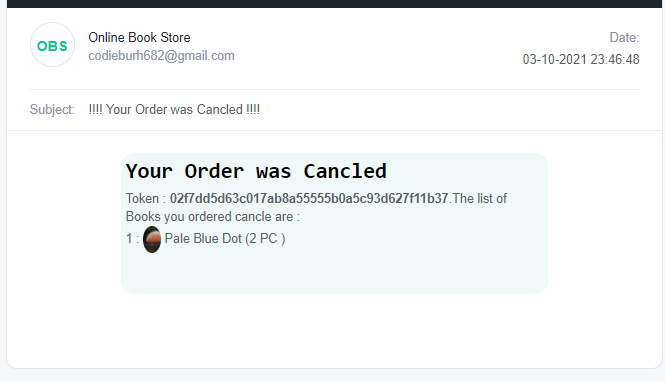 OBS
Online Book Store
codieburh682@gmail.com
Date:
03-10-2021 23:46:48
Subject: !!!! Your Order was Cancled !!!!
Your Order was Cancled
Token : 02f7dd5d63c017ab8a55555b0a5c93d627f11b37.The list of
Books you ordered cancle are :
1 : Pale Blue Dot (2 PC )